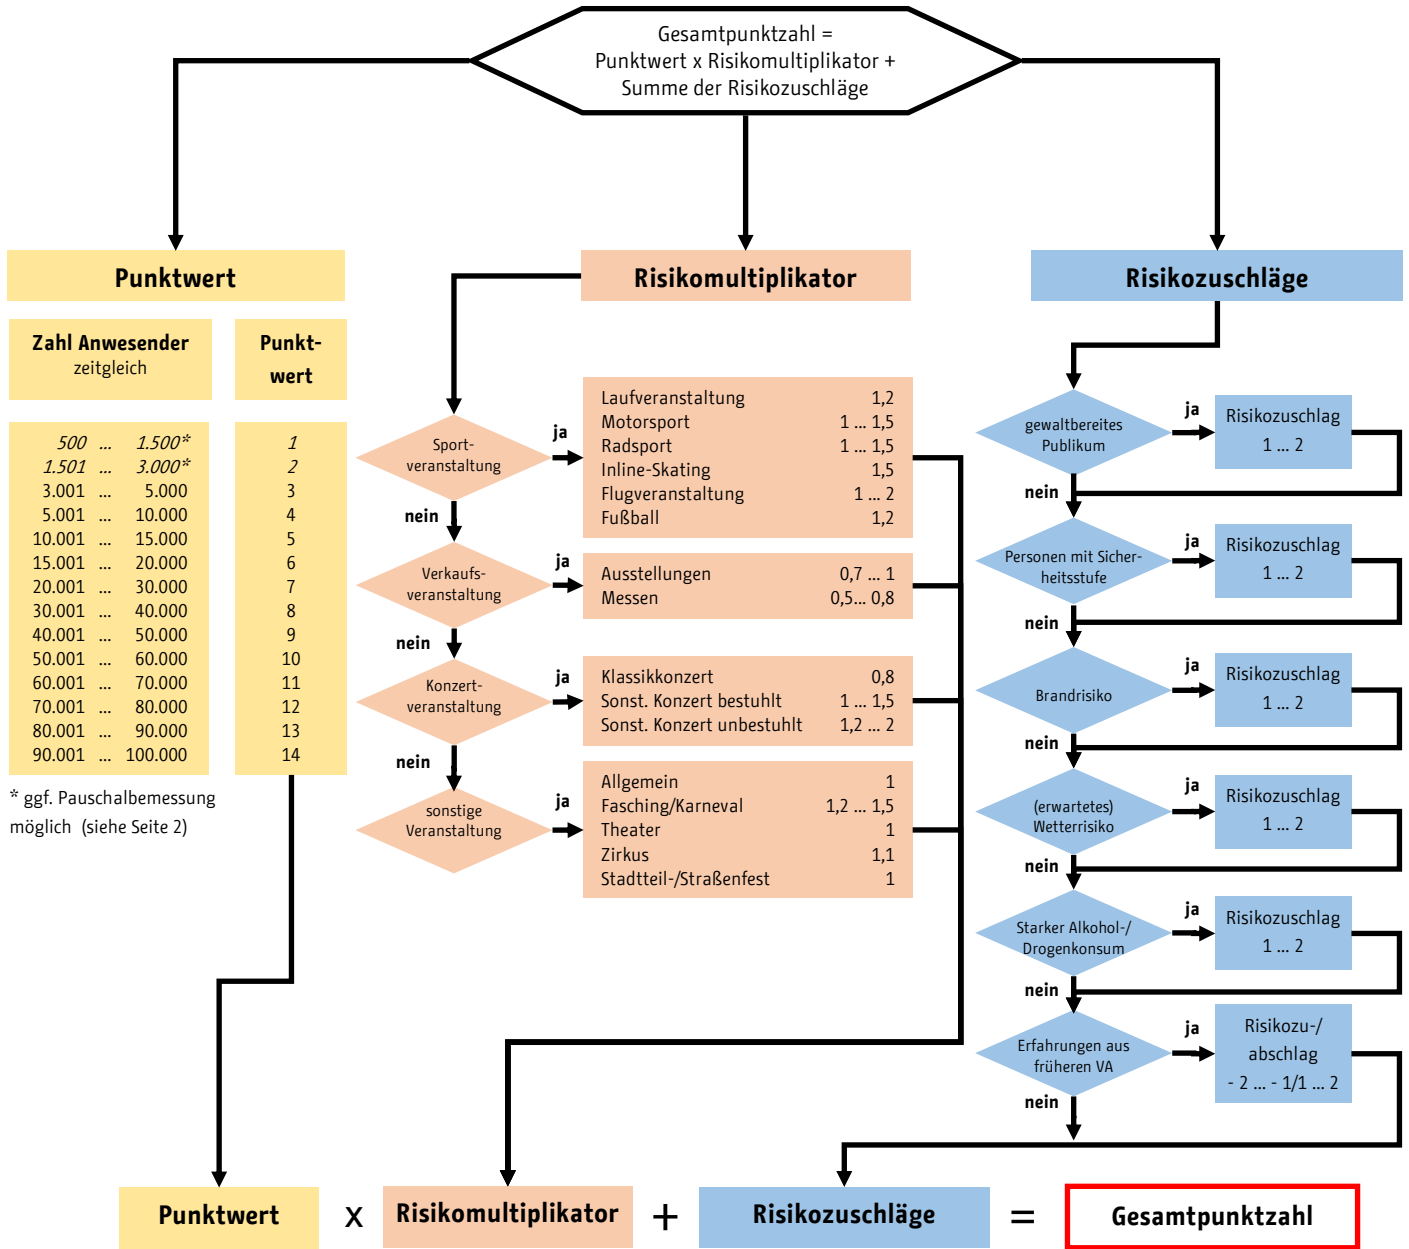 Gesamtpunktzahl =
Punktwert x Risikomultiplikator +
Summe der Risikozuschläge
Punktwert
Zahl Anwesender
zeitgleich
Punkt-
wert
500 ... 1.500* 1
1.501 ... 3.000* 2
3.001 ... 5.000 3
5.001 ... 10.000 4
10.001 ... 15.000 5
15.001 ... 20.000 6
20.001 ... 30.000 7
30.001 ... 40.000 8
40.001 ... 50.000 9
50.001 ... 60.000 10
60.001 ... 70.000 11
70.001 ... 80.000 12
80.001 ... 90.000 13
90.001 ... 100.000 14
* ggf. Pauschalbemessung
möglich (siehe Seite 2)
Risikomultiplikator
Sport-
veranstaltung
ja
Laufveranstaltung 1,2
Motorsport 1 ... 1,5
Radsport 1 ... 1,5
Inline-Skating 1,5
Flugveranstaltung 1 ... 2
Fußball 1,2
nein
Verkaufs-
veranstaltung
ja
Ausstellungen 0,7 ... 1
Messen 0,5... 0,8
nein
Konzert-
veranstaltung
ja
Klassikkonzert 0,8
Sonst. Konzert bestuhlt 1 ... 1,5
Sonst. Konzert unbestuhlt 1,2 ... 2
nein
sonstige
Veranstaltung
ja
Allgemein 1
Fasching/Karneval 1,2 ... 1,5
Theater 1
Zirkus 1,1
Stadtteil-/Straßenfest 1
Risikozuschläge
gewaltbereites
Publikum
ja
Risikozuschlag
1 ... 2
nein
Personen mit Sicher-
heitsstufe
ja
Risikozuschlag
1 ... 2
nein
Brandrisiko
ja
Risikozuschlag
1 ... 2
nein
(erwartetes)
Wetterrisiko
ja
Risikozuschlag
1 ... 2
nein
Starker Alkohol-/
Drogenkonsum
ja
Risikozuschlag
1 ... 2
nein
Erfahrungen aus
früheren VA
ja
Risikozu-/
abschlag
- 2 ... - 1/1 ... 2
nein
Punktwert x Risikomultiplikator + Risikozuschläge = Gesamtpunktzahl